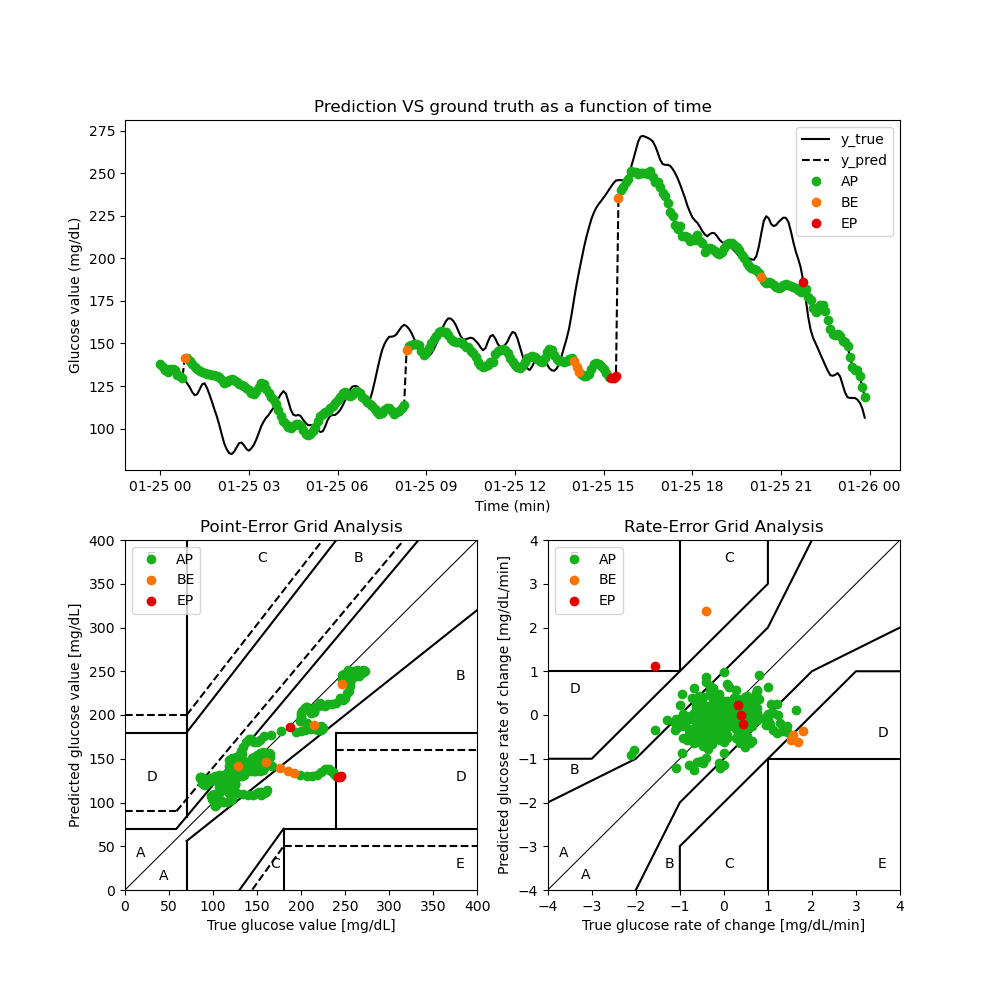 Prediction VS ground truth as a function of time
Glucose value (mg/dL)
275
250
225
200
175
150
125
100
y_true
y_pred
AP
BE
EP
01-25 00 01-25 03 01-25 06 01-25 09 01-25 12 01-25 15 01-25 18 01-25 21 01-26 00
Time (min)
Point-Error Grid Analysis
Predicted glucose value [mg/dL]
400
350
300
250
200
150
100
50
0
AP
BE
EP
C B
B
D D
A
A C E
0 50 100 150 200 250 300 350 400
True glucose value [mg/dL]
Rate-Error Grid Analysis
Predicted glucose rate of change [mg/dL/min]
4
3
2
1
0
−1
−2
−3
−4
AP
BE
EP
C
D
D
B
A
A B C E
−4 −3 −2 −1 0 1 2 3 4
True glucose rate of change [mg/dL/min]